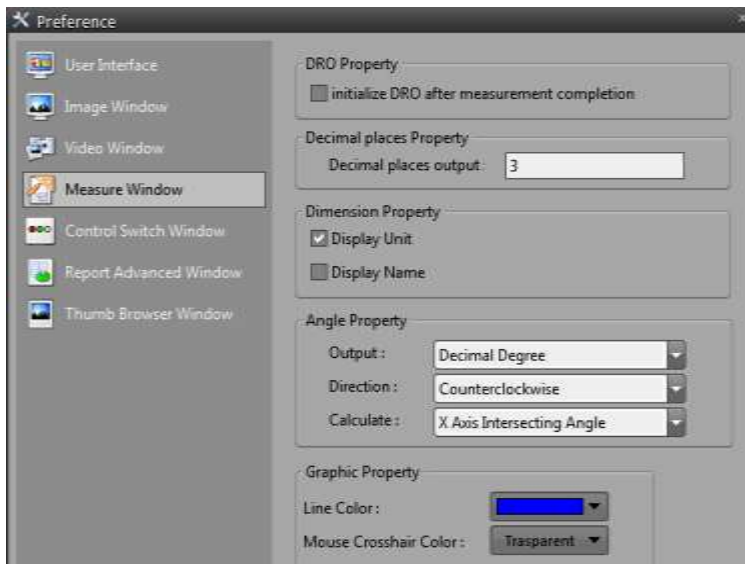 Preference
User Interface
Image Window
Video Window
Measure Window
Control Switch Window
Report Advanced Window
Thumb Browser Window
DRO Property
initialize DRO after measurement completion
Decimal places Property
Decimal places output 3
Dimension Property
Display Unit
Display Name
Angle Property
Output : Decimal Degree
Direction : Counterclockwise
Calculate : X Axis Intersecting Angle
Graphic Property
Line Color :
Mouse Crosshair Color : Trasparent